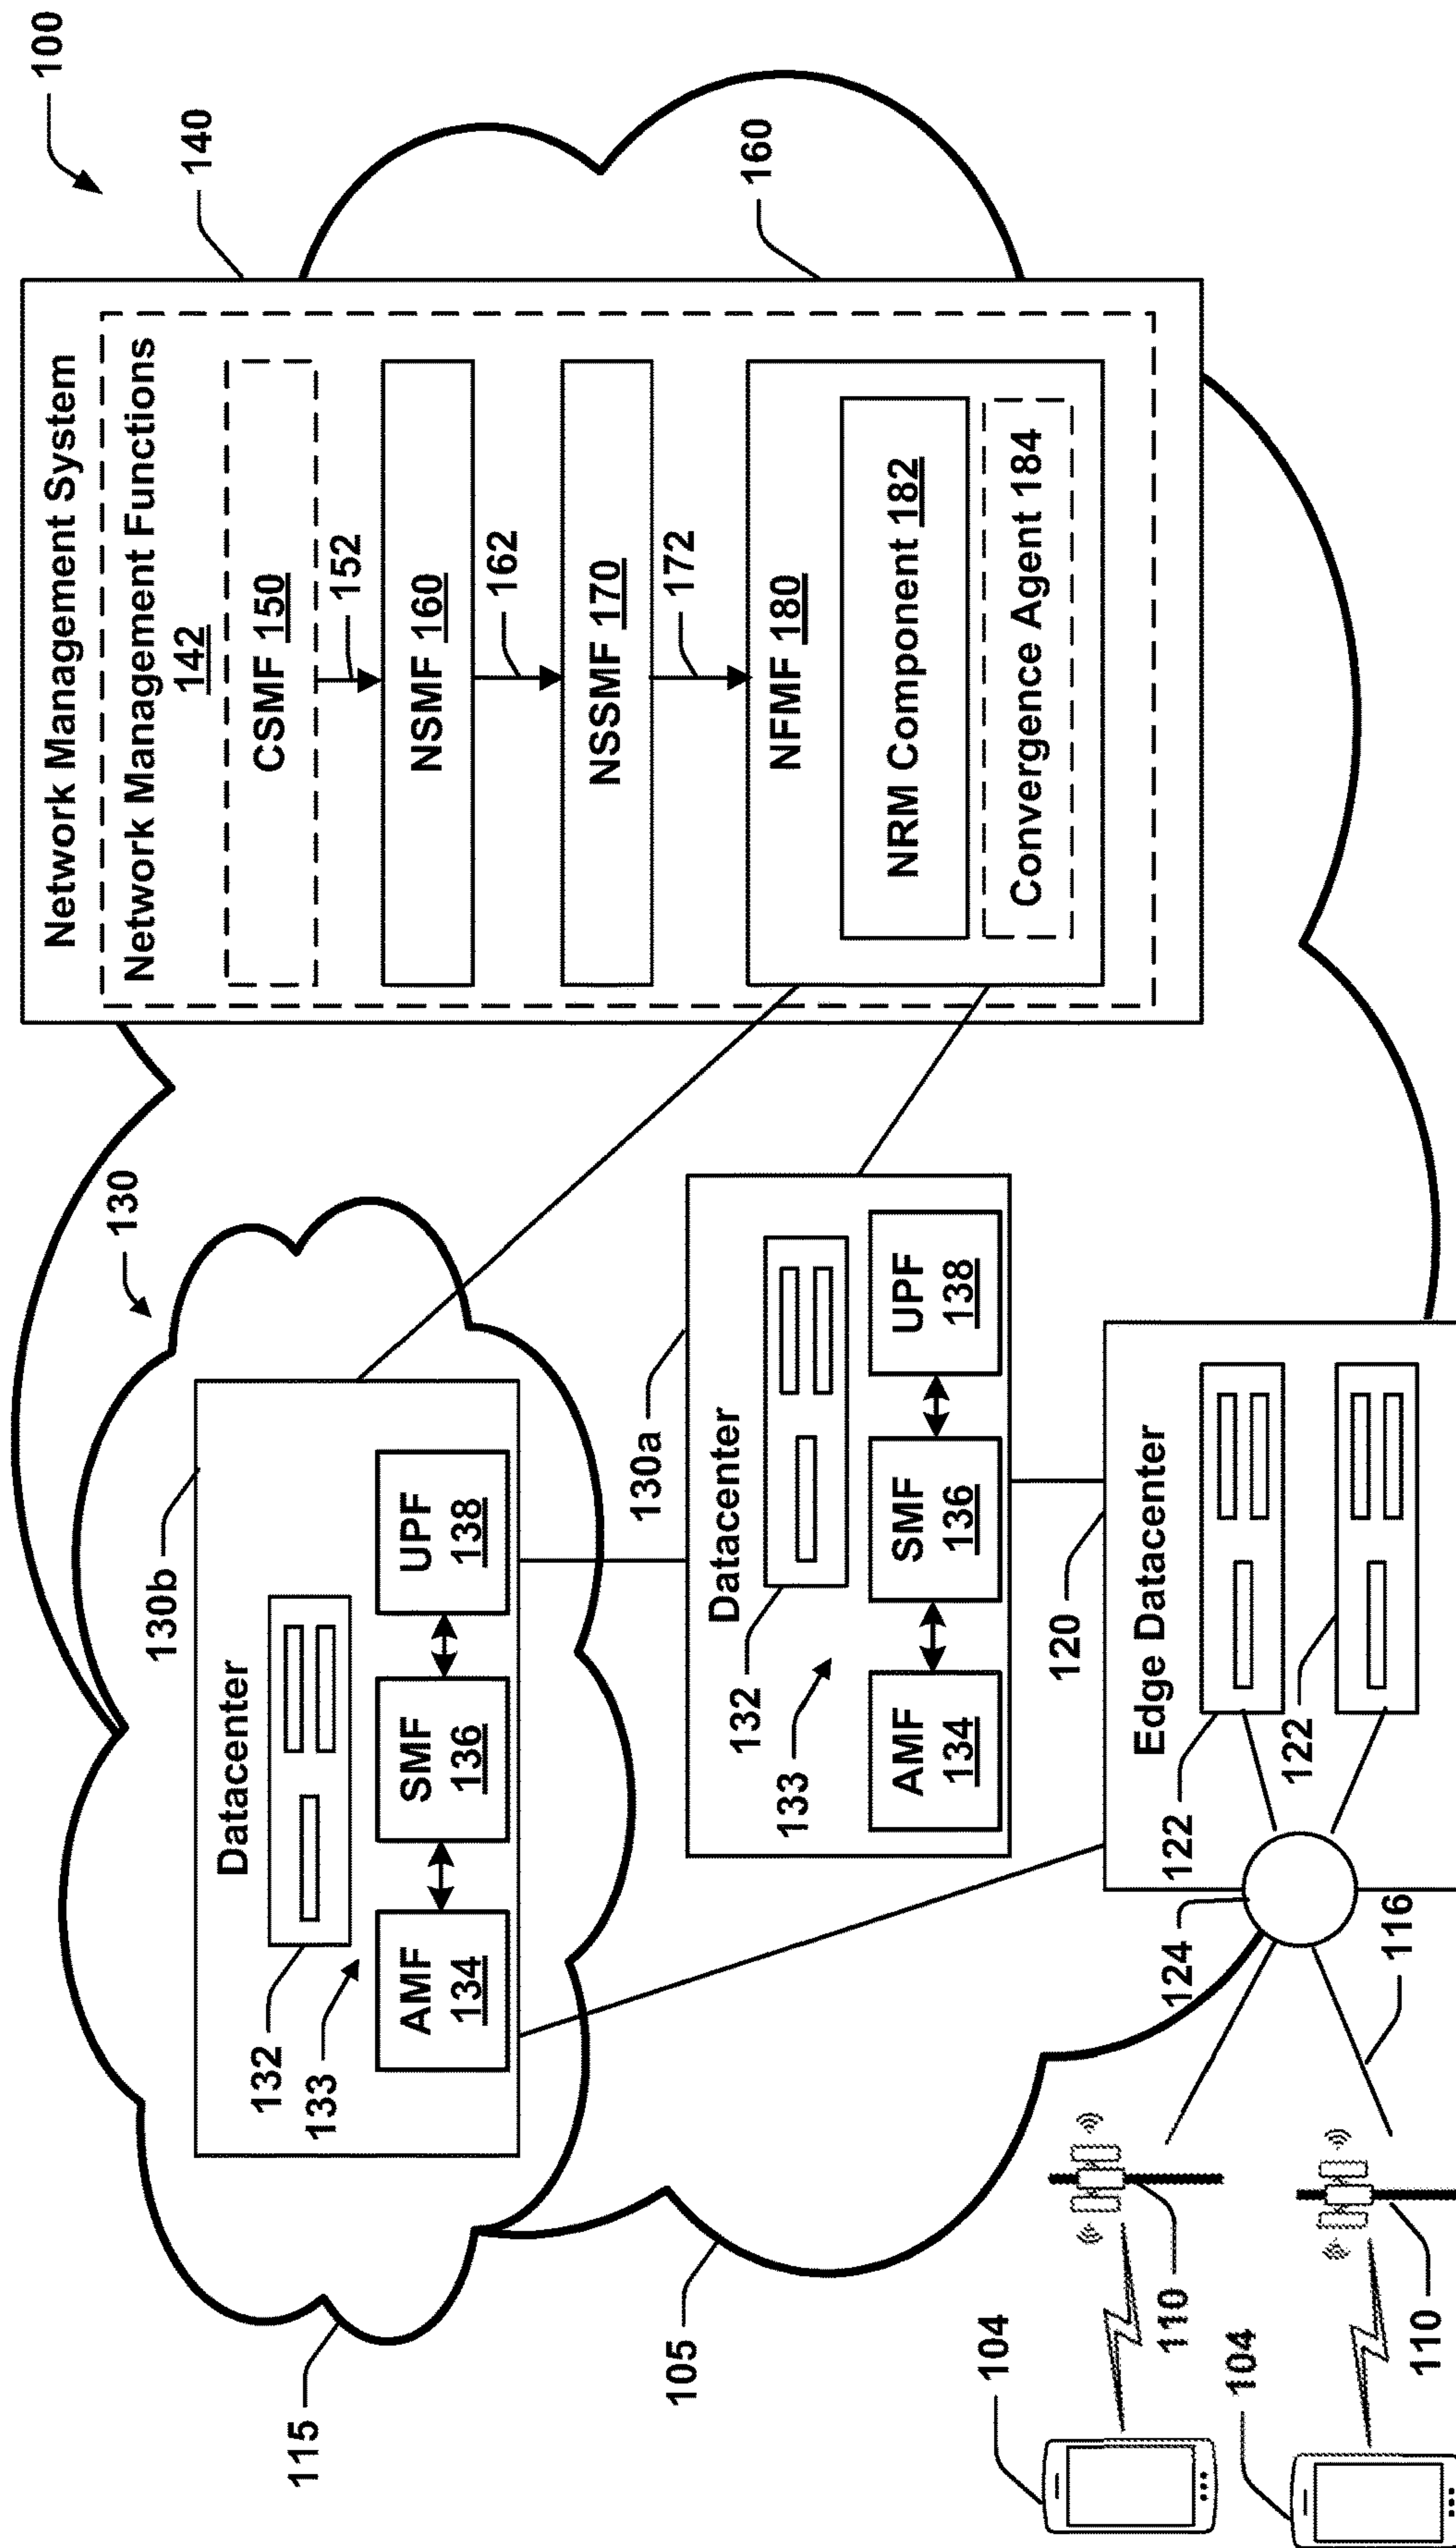 100
140
Network Management System
Network Management Functions
142
CSMF 150
152
NSMF 160
162
NSSMF 170
172
NFMF 180
NRM Component 182
Convergence Agent 184
160
130
130b
Datacenter
132
133
AMF
134
SMF
136
UPF
138
115
130a
Datacenter
132
133
AMF
134
SMF
136
UPF
138
105
120
Edge Datacenter
122
122
124
116
104
110
104
110